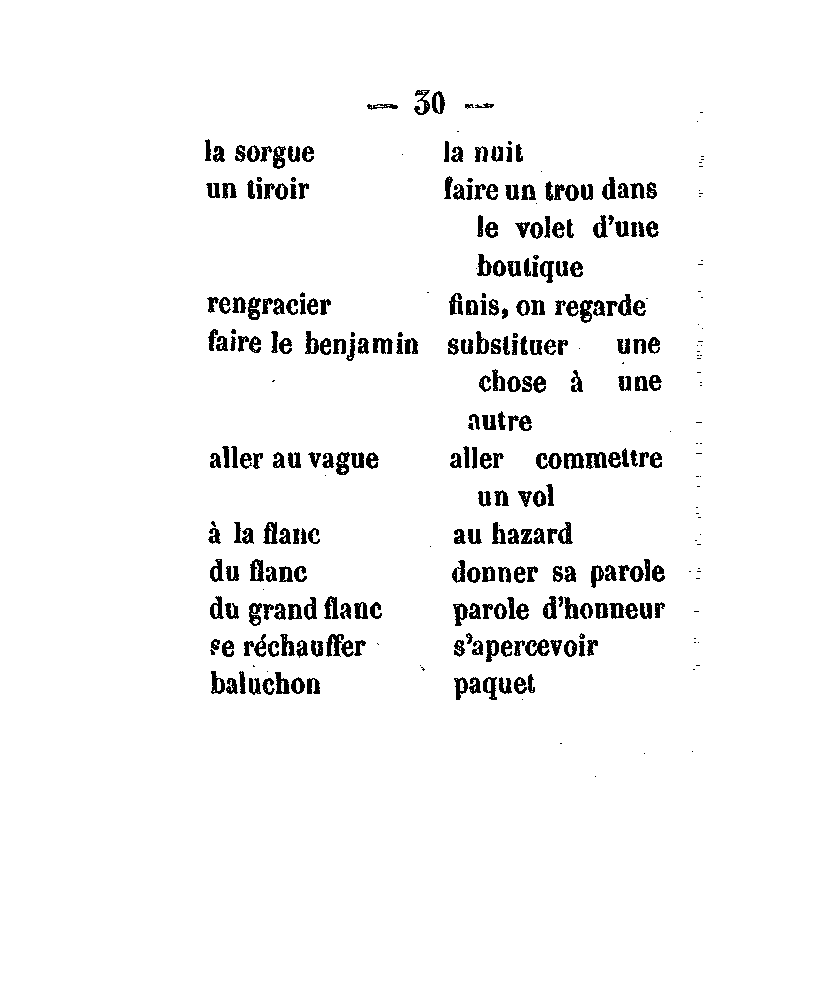 — 30 —
la sorgue la nuit
un tiroir faire un trou dans
le volet d'une
boutique
rengracier finis, on regarde
faire le benjamin substituer une
chose à une
autre
aller au vague aller commettre
un vol
à la flanc au hazard
du flanc donner sa parole
du grand flanc parole d'honneur
se réchauffer s'apercevoir
baluchon paquet